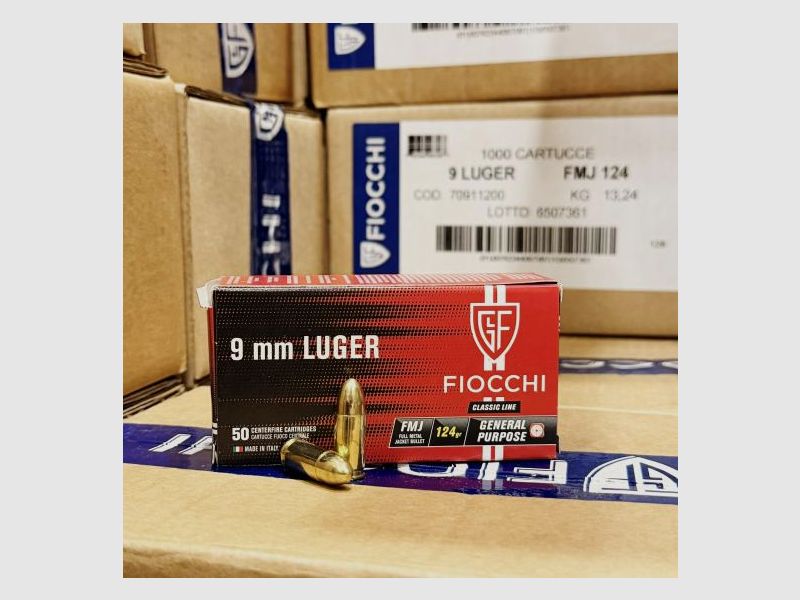 FIOCCHI
1000 CARTUCCE
9 LUGER FMJ 124
COD. 70911200 KG 13,24
LOTTO 6507361
9 mm LUGER
GF
FIOCCHI
CLASSIC LINE
50 CENTERFIRE CARTRIDGES
CARTUCCE FUOCO CENTRALE
MADE IN ITALY
FMJ
FULL METAL
JACKET BULLET
124gr
GENERAL
PURPOSE